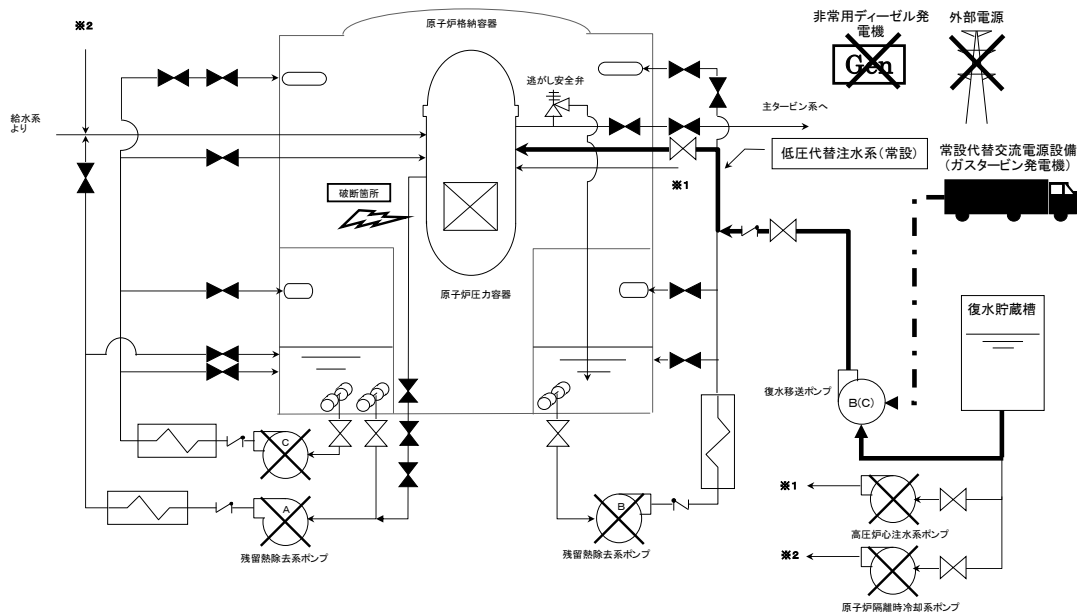 ※2
原子炉格納容器
非常用ディーゼル発
電機
Gen
外部電源
逃がし安全弁
給水系
より
主タービン系へ
低圧代替注水系(常設)
常設代替交流電源設備
(ガスタービン発電機)
※1
破断箇所
原子炉圧力容器
復水貯蔵槽
復水移送ポンプ
B(C)
C
A
残留熱除去系ポンプ
B
残留熱除去系ポンプ
※1
高圧炉心注水系ポンプ
※2
原子炉隔離時冷却系ポンプ